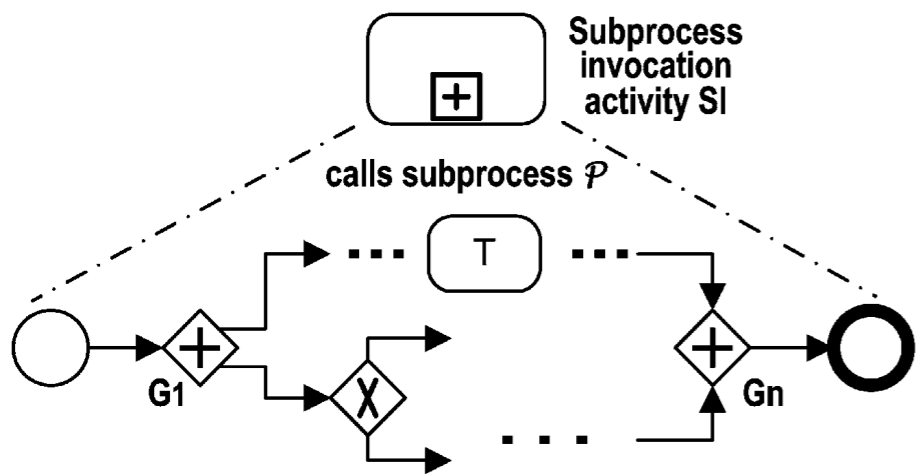 Subprocess
invocation
activity SI
calls subprocess 𝒫
T
G1
X
Gn